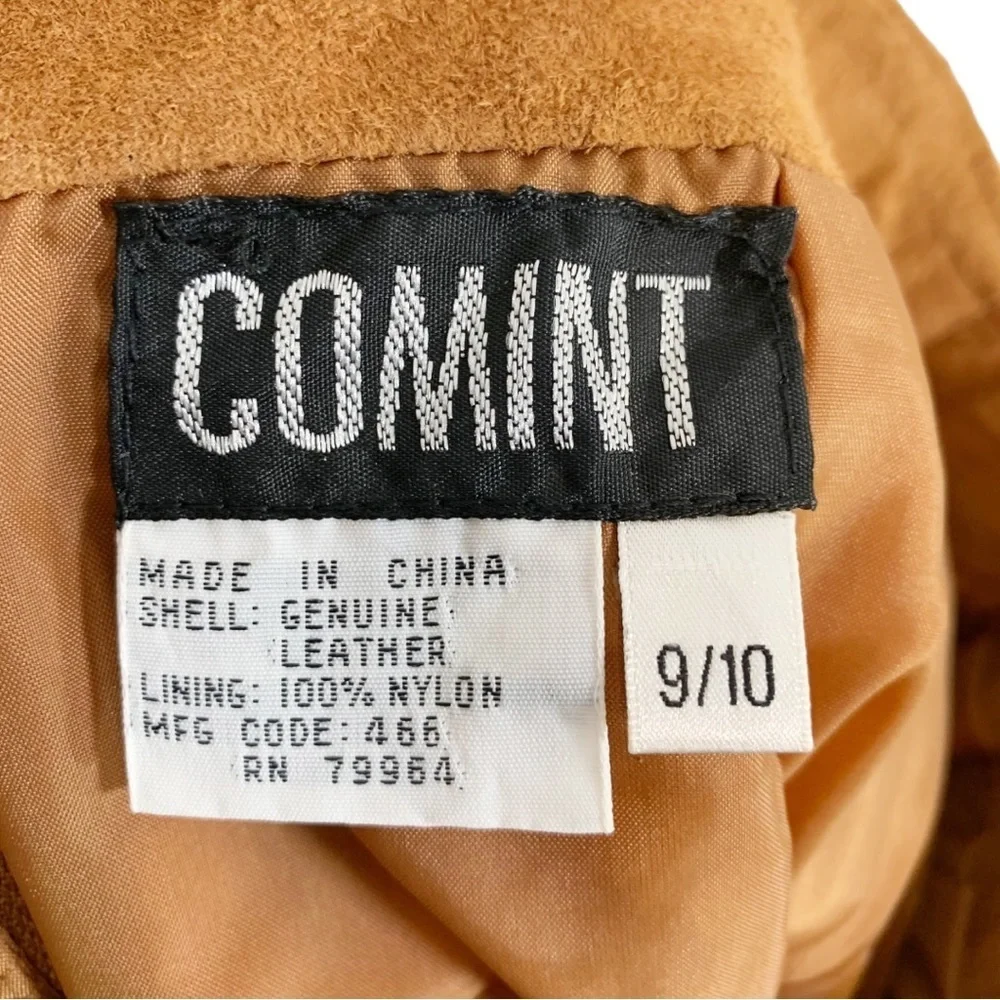 COMINT
MADE IN CHINA
SHELL: GENUINE
LEATHER
LINING: 100% NYLON
MFG CODE: 466
RN 79964
9/10